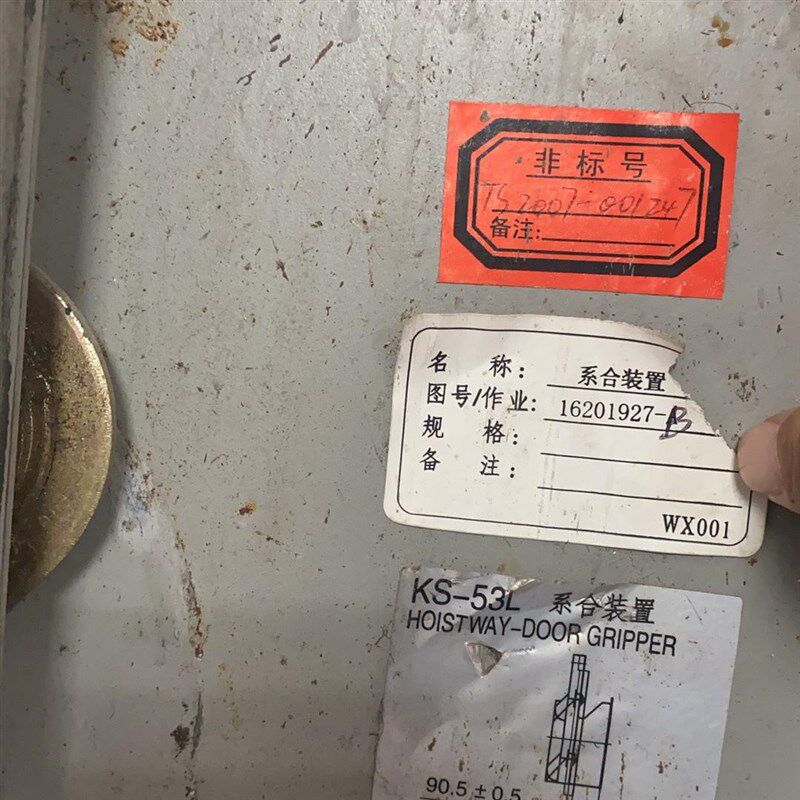 非标号
TS2007-001247
备注:
名 称: 系合装置
图号/作业: 16201927-B
规 格:
备 注:
WX001
KS-53L 系合装置
HOISTWAY-DOOR GRIPPER
90.5 ± 0.5